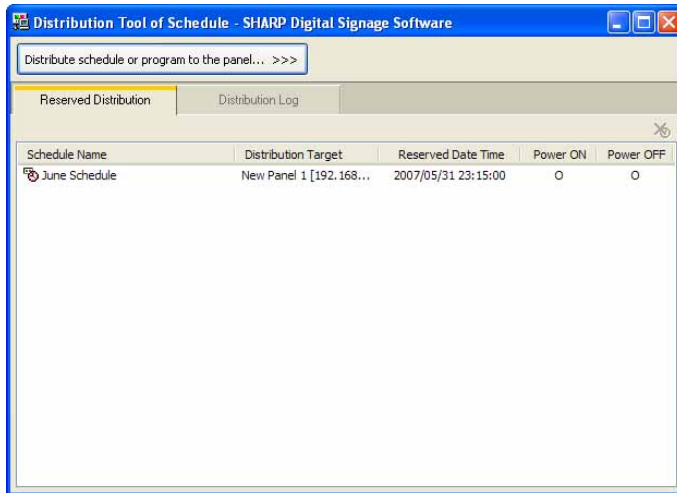 Distribution Tool of Schedule - SHARP Digital Signage Software
Distribute schedule or program to the panel... >>>
Reserved Distribution Distribution Log
Schedule Name Distribution Target Reserved Date Time Power ON Power OFF
June Schedule New Panel 1 [192.168... 2007/05/31 23:15:00 O O